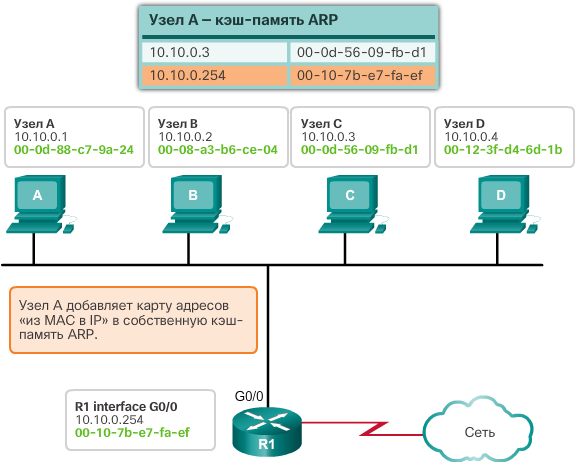 Узел A – кэш-память ARP
10.10.0.3 00-0d-56-09-fb-d1
10.10.0.254 00-10-7b-e7-fa-ef
Узел A
10.10.0.1
00-0d-88-c7-9a-24
Узел B
10.10.0.2
00-08-a3-b6-ce-04
Узел C
10.10.0.3
00-0d-56-09-fb-d1
Узел D
10.10.0.4
00-12-3f-d4-6d-1b
A
B
C
D
Узел A добавляет карту адресов
«из MAC в IP» в собственную кэш-
память ARP.
R1 interface G0/0
10.10.0.254
00-10-7b-e7-fa-ef
G0/0
R1
Сеть